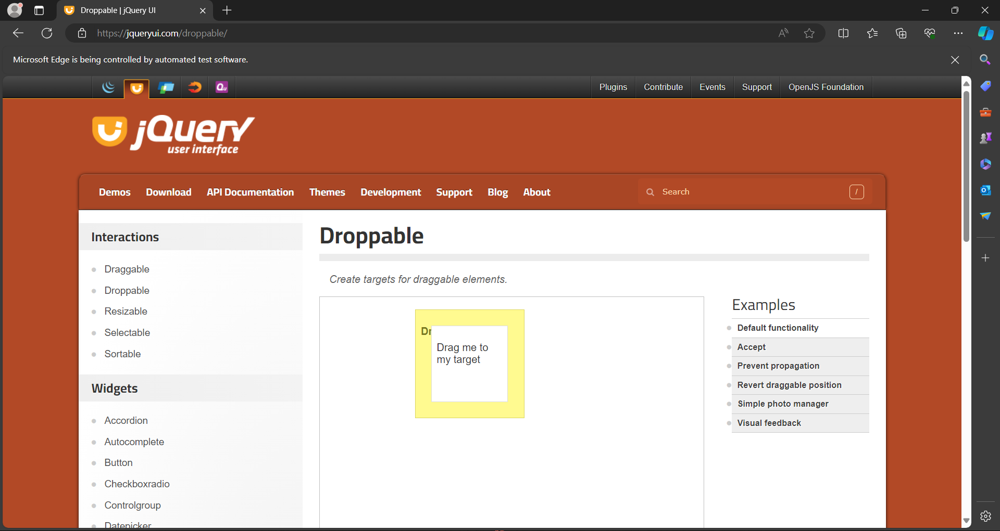 Droppable | jQuery UI
https://jqueryui.com/droppable/
Microsoft Edge is being controlled by automated test software.
Qu
Plugins
Contribute
Events
Support
OpenJS Foundation
jQuery
user interface
Demos
Download
API Documentation
Themes
Development
Support
Blog
About
Search
/
Interactions
Draggable
Droppable
Resizable
Selectable
Sortable
Widgets
Accordion
Autocomplete
Button
Checkboxradio
Controlgroup
Datepicker
Droppable
Create targets for draggable elements.
Dr
Drag me to
my target
Examples
Default functionality
Accept
Prevent propagation
Revert draggable position
Simple photo manager
Visual feedback